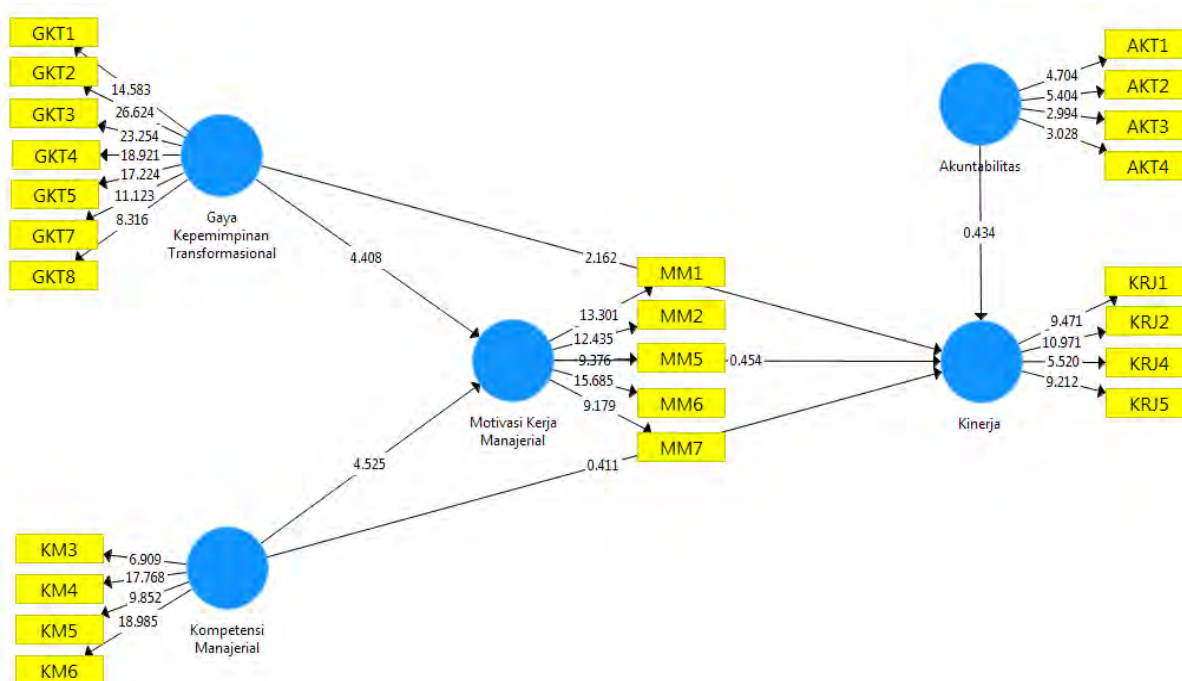 GKT1
GKT2
GKT3
GKT4
GKT5
GKT7
GKT8
14.583
26.624
23.254
18.921
17.224
11.123
8.316
Gaya
Kepemimpinan
Transformasional
AKT1
AKT2
AKT3
AKT4
4.704
5.404
2.994
3.028
Akuntabilitas
0.434
4.408
2.162
MM1
MM2
MM5
MM6
MM7
13.301
12.435
9.376
15.685
9.179
0.454
Motivasi Kerja
Manajerial
KRJ1
KRJ2
KRJ4
KRJ5
9.471
10.971
5.520
9.212
Kinerja
4.525
0.411
KM3
KM4
KM5
KM6
6.909
17.768
9.852
18.985
Kompetensi
Manajerial